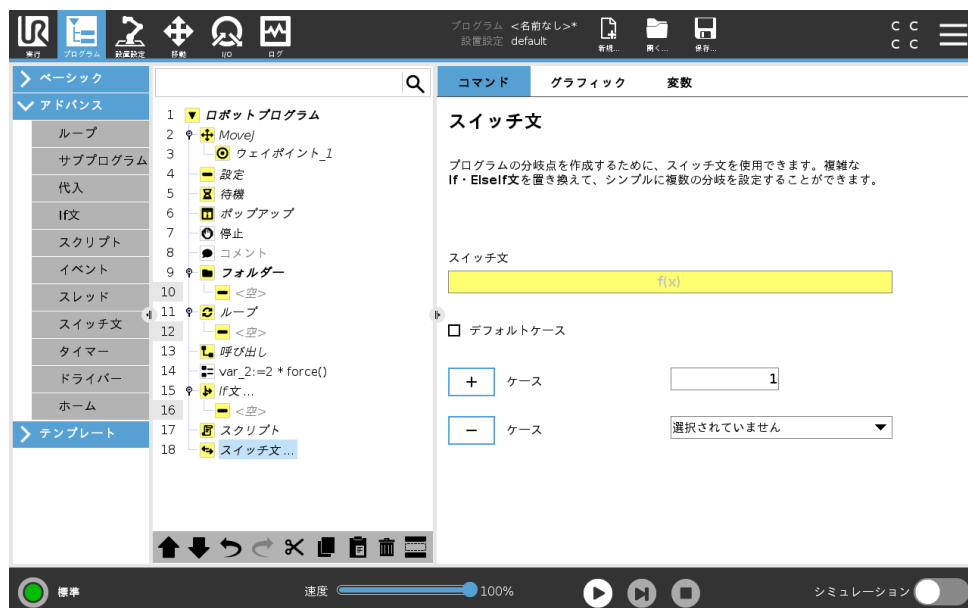 UR
実行
プログラム
設置設定
移動
I/O
ログ
プログラム <名前なし>*
設置設定 default
新規...
開く...
保存...
C C
C C
ベーシック
アドバンス
ループ
サブプログラム
代入
If文
スクリプト
イベント
スレッド
スイッチ文
タイマー
ドライバー
ホーム
テンプレート
1 ロボットプログラム
2 MoveJ
3 ウェイポイント_1
4 設定
5 待機
6 ポップアップ
7 停止
8 コメント
9 フォルダー
10 <空>
11 ループ
12 <空>
13 呼び出し
14 var_2:=2 * force()
15 If文 ...
16 <空>
17 スクリプト
18 スイッチ文 ...
コマンド グラフィック 変数
スイッチ文
プログラムの分岐点を作成するために、スイッチ文を使用できます。複雑な
If・ElseIf文を置き換えて、シンプルに複数の分岐を設定することができます。
スイッチ文
f(x)
デフォルトケース
+ ケース 1
− ケース 選択されていません
標準
速度 100%
シミュレーション